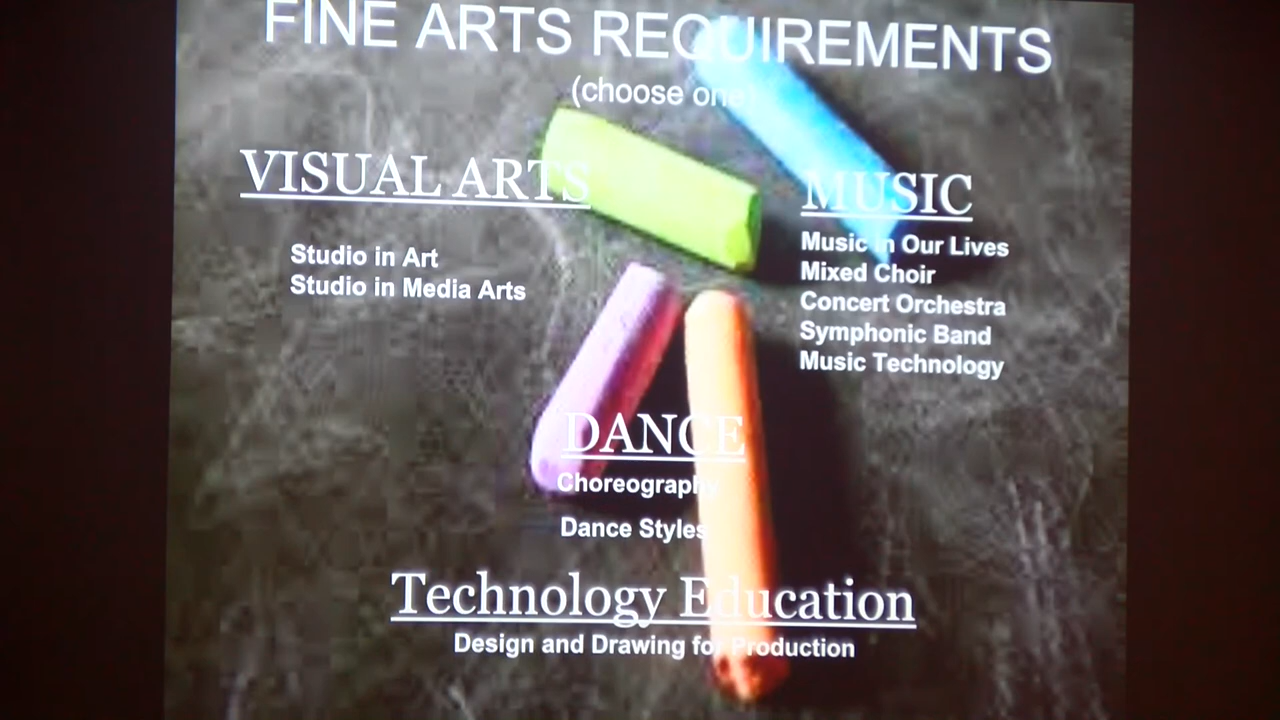 FINE ARTS REQUIREMENTS
(choose one)
VISUAL ARTS
Studio in Art
Studio in Media Arts
MUSIC
Music in Our Lives
Mixed Choir
Concert Orchestra
Symphonic Band
Music Technology
DANCE
Choreography
Dance Styles
Technology Education
Design and Drawing for Production